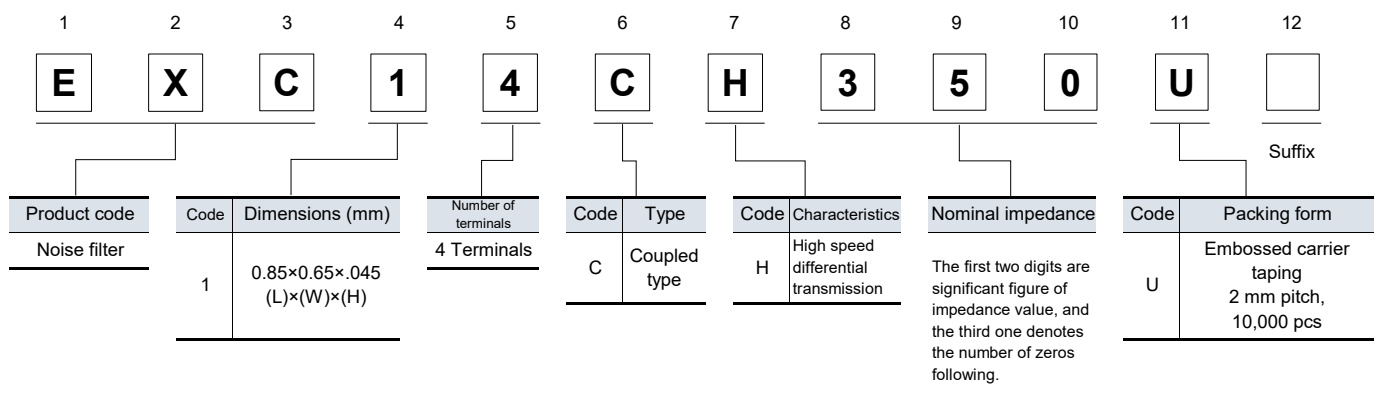 1 2 3 4 5 6 7 8 9 10 11 12
E X C 1 4 C H 3 5 0 U
Suffix
Product code
Noise filter
Code Dimensions (mm)
1 0.85×0.65×.045
(L)×(W)×(H)
Number of
terminals
4 Terminals
Code Type
C Coupled
type
Code Characteristics
H High speed
differential
transmission
Nominal impedance
The first two digits are
significant figure of
impedance value, and
the third one denotes
the number of zeros
following.
Code Packing form
U Embossed carrier
taping
2 mm pitch,
10,000 pcs